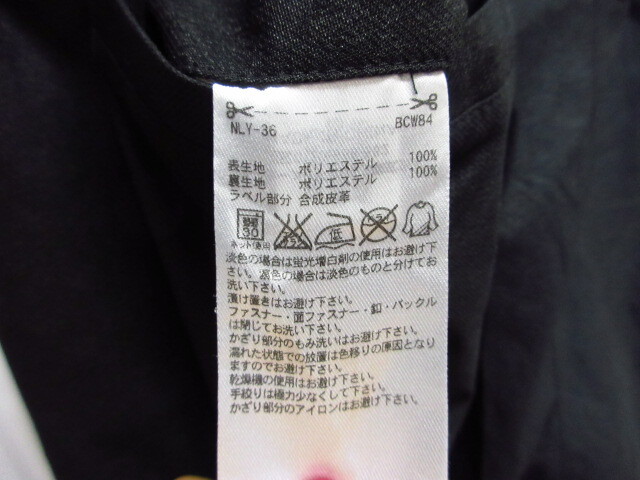 NLY-36 BCW84
表生地 ポリエステル 100%
裏生地 ポリエステル 100%
ラベル部分 合成皮革
30 低
ネット使用
淡色の場合は蛍光増白剤の使用はお避け下
さい。濃色の場合は淡色のものと分けてお
洗い下さい。
漬け置きはお避け下さい。
ファスナー・面ファスナー・釦・バックル
は閉じてお洗い下さい。
かざり部分のもみ洗いはお避け下さい。
濡れた状態での放置は色移りの原因となり
ますのでお避け下さい。
乾燥機の使用はお避け下さい。
手絞りは極力少なくして下さい。
かざり部分のアイロンはお避け下さい。